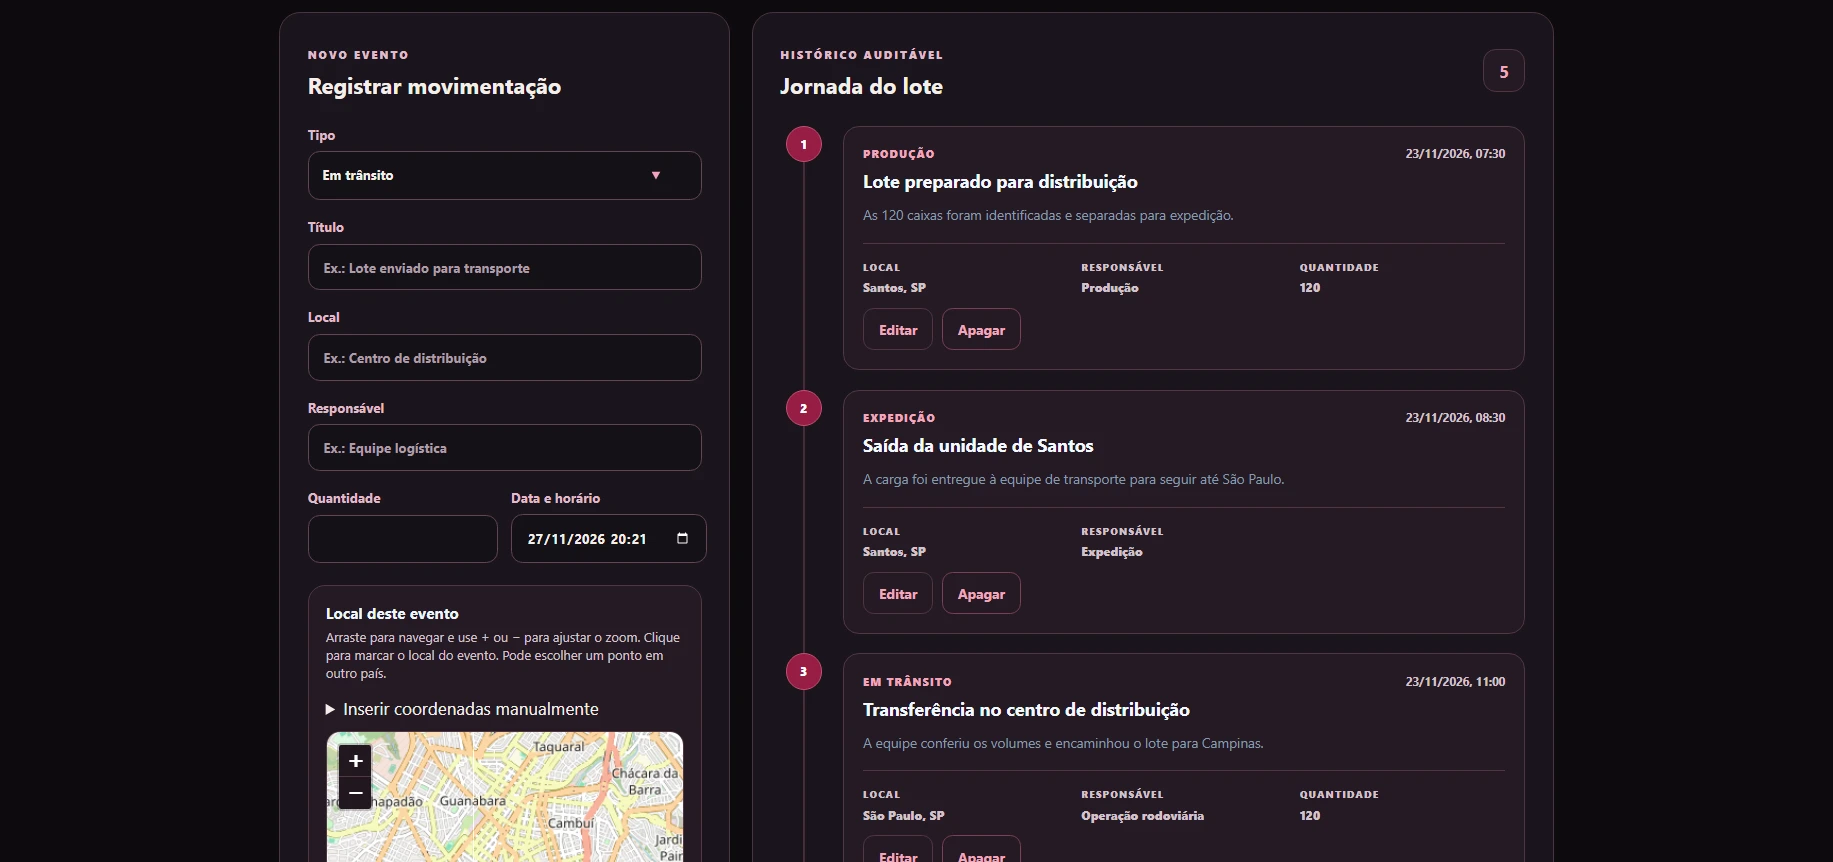 NOVO EVENTO
Registrar movimentação
Tipo
Em trânsito
Título
Ex.: Lote enviado para transporte
Local
Ex.: Centro de distribuição
Responsável
Ex.: Equipe logística
Quantidade
Data e horário
27/11/2026 20:21
Local deste evento
Arraste para navegar e use + ou − para ajustar o zoom. Clique
para marcar o local do evento. Pode escolher um ponto em
outro país.
Inserir coordenadas manualmente
+
−
Taquaral
Chácara da
Barra
Chapadão
Guanabara
Cambuí
HISTÓRICO AUDITÁVEL
Jornada do lote
5
1
PRODUÇÃO
23/11/2026, 07:30
Lote preparado para distribuição
As 120 caixas foram identificadas e separadas para expedição.
LOCAL
RESPONSÁVEL
QUANTIDADE
Santos, SP
Produção
120
Editar
Apagar
2
EXPEDIÇÃO
23/11/2026, 08:30
Saída da unidade de Santos
A carga foi entregue à equipe de transporte para seguir até São Paulo.
LOCAL
RESPONSÁVEL
Santos, SP
Expedição
Editar
Apagar
3
EM TRÂNSITO
23/11/2026, 11:00
Transferência no centro de distribuição
A equipe conferiu os volumes e encaminhou o lote para Campinas.
LOCAL
RESPONSÁVEL
QUANTIDADE
São Paulo, SP
Operação rodoviária
120
Editar
Apagar